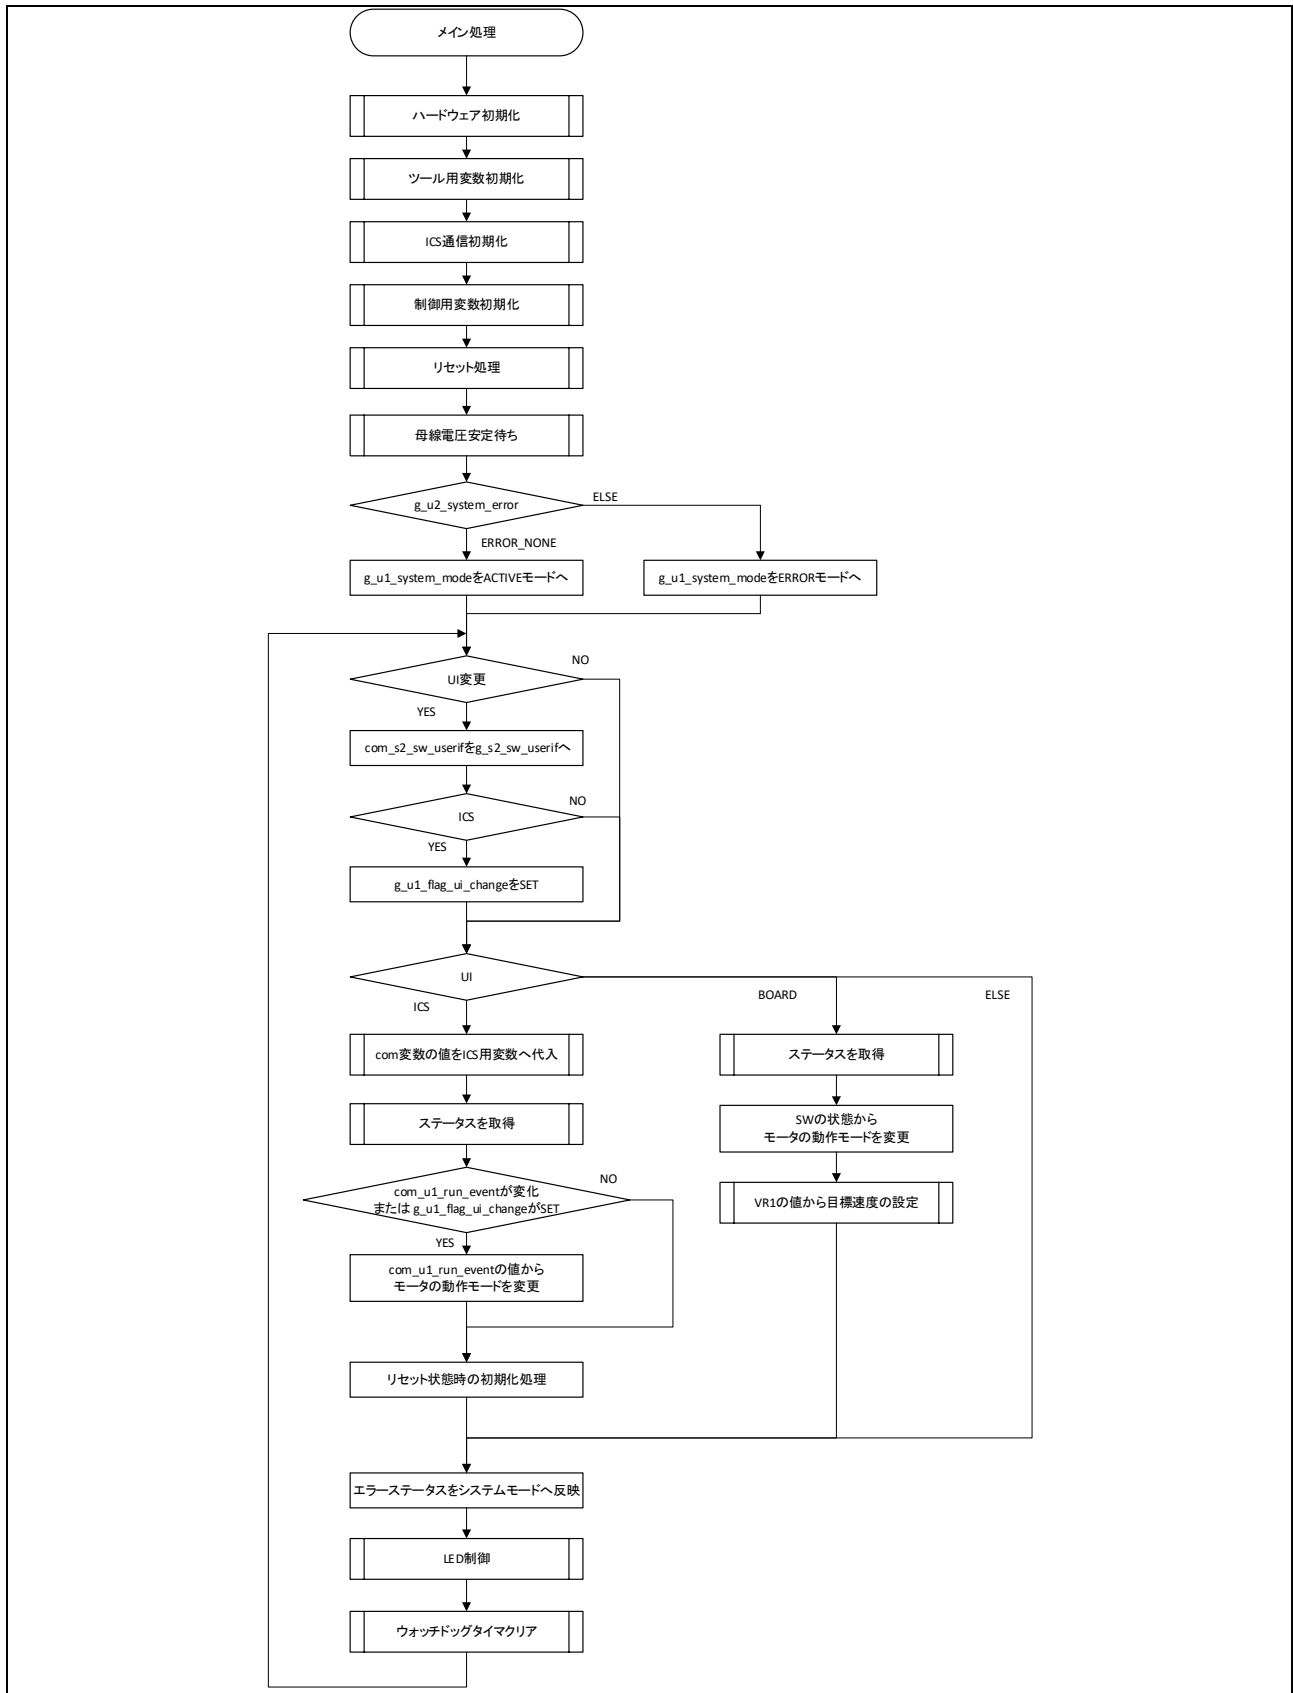 メイン処理
ハードウェア初期化
ツール用変数初期化
ICS通信初期化
制御用変数初期化
リセット処理
母線電圧安定待ち
g_u2_system_error
ELSE
ERROR_NONE
g_u1_system_modeをACTIVEモードへ
g_u1_system_modeをERRORモードへ
UI変更
NO
YES
com_s2_sw_userifをg_s2_sw_userifへ
ICS
NO
YES
g_u1_flag_ui_changeをSET
UI
ICS
BOARD
ELSE
com変数の値をICS用変数へ代入
ステータスを取得
ステータスを取得
SWの状態から
モータの動作モードを変更
com_u1_run_eventが変化
または g_u1_flag_ui_changeがSET
NO
YES
VR1の値から目標速度の設定
com_u1_run_eventの値から
モータの動作モードを変更
リセット状態時の初期化処理
エラーステータスをシステムモードへ反映
LED制御
ウォッチドッグタイマクリア